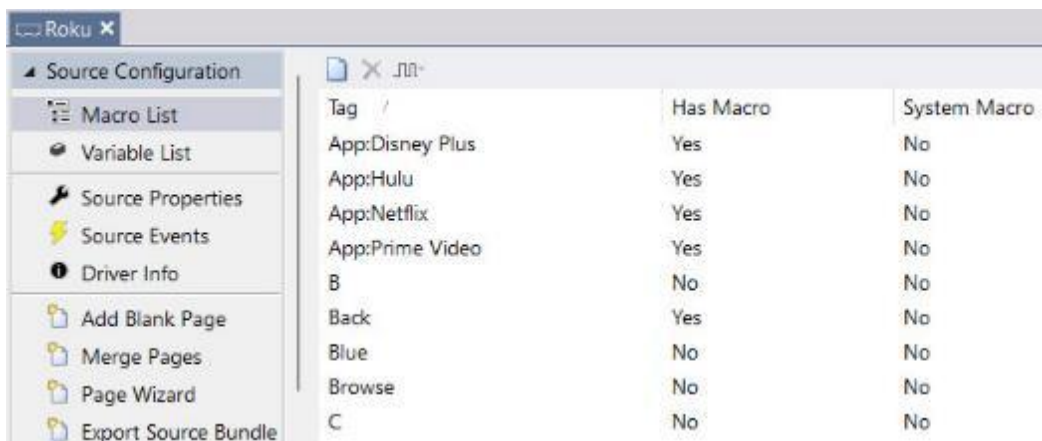 Roku
Source Configuration
Macro List
Variable List
Source Properties
Source Events
Driver Info
Add Blank Page
Merge Pages
Page Wizard
Export Source Bundle
Tag / Has Macro System Macro
App:Disney Plus Yes No
App:Hulu Yes No
App:Netflix Yes No
App:Prime Video Yes No
B No No
Back Yes No
Blue No No
Browse No No
C No No